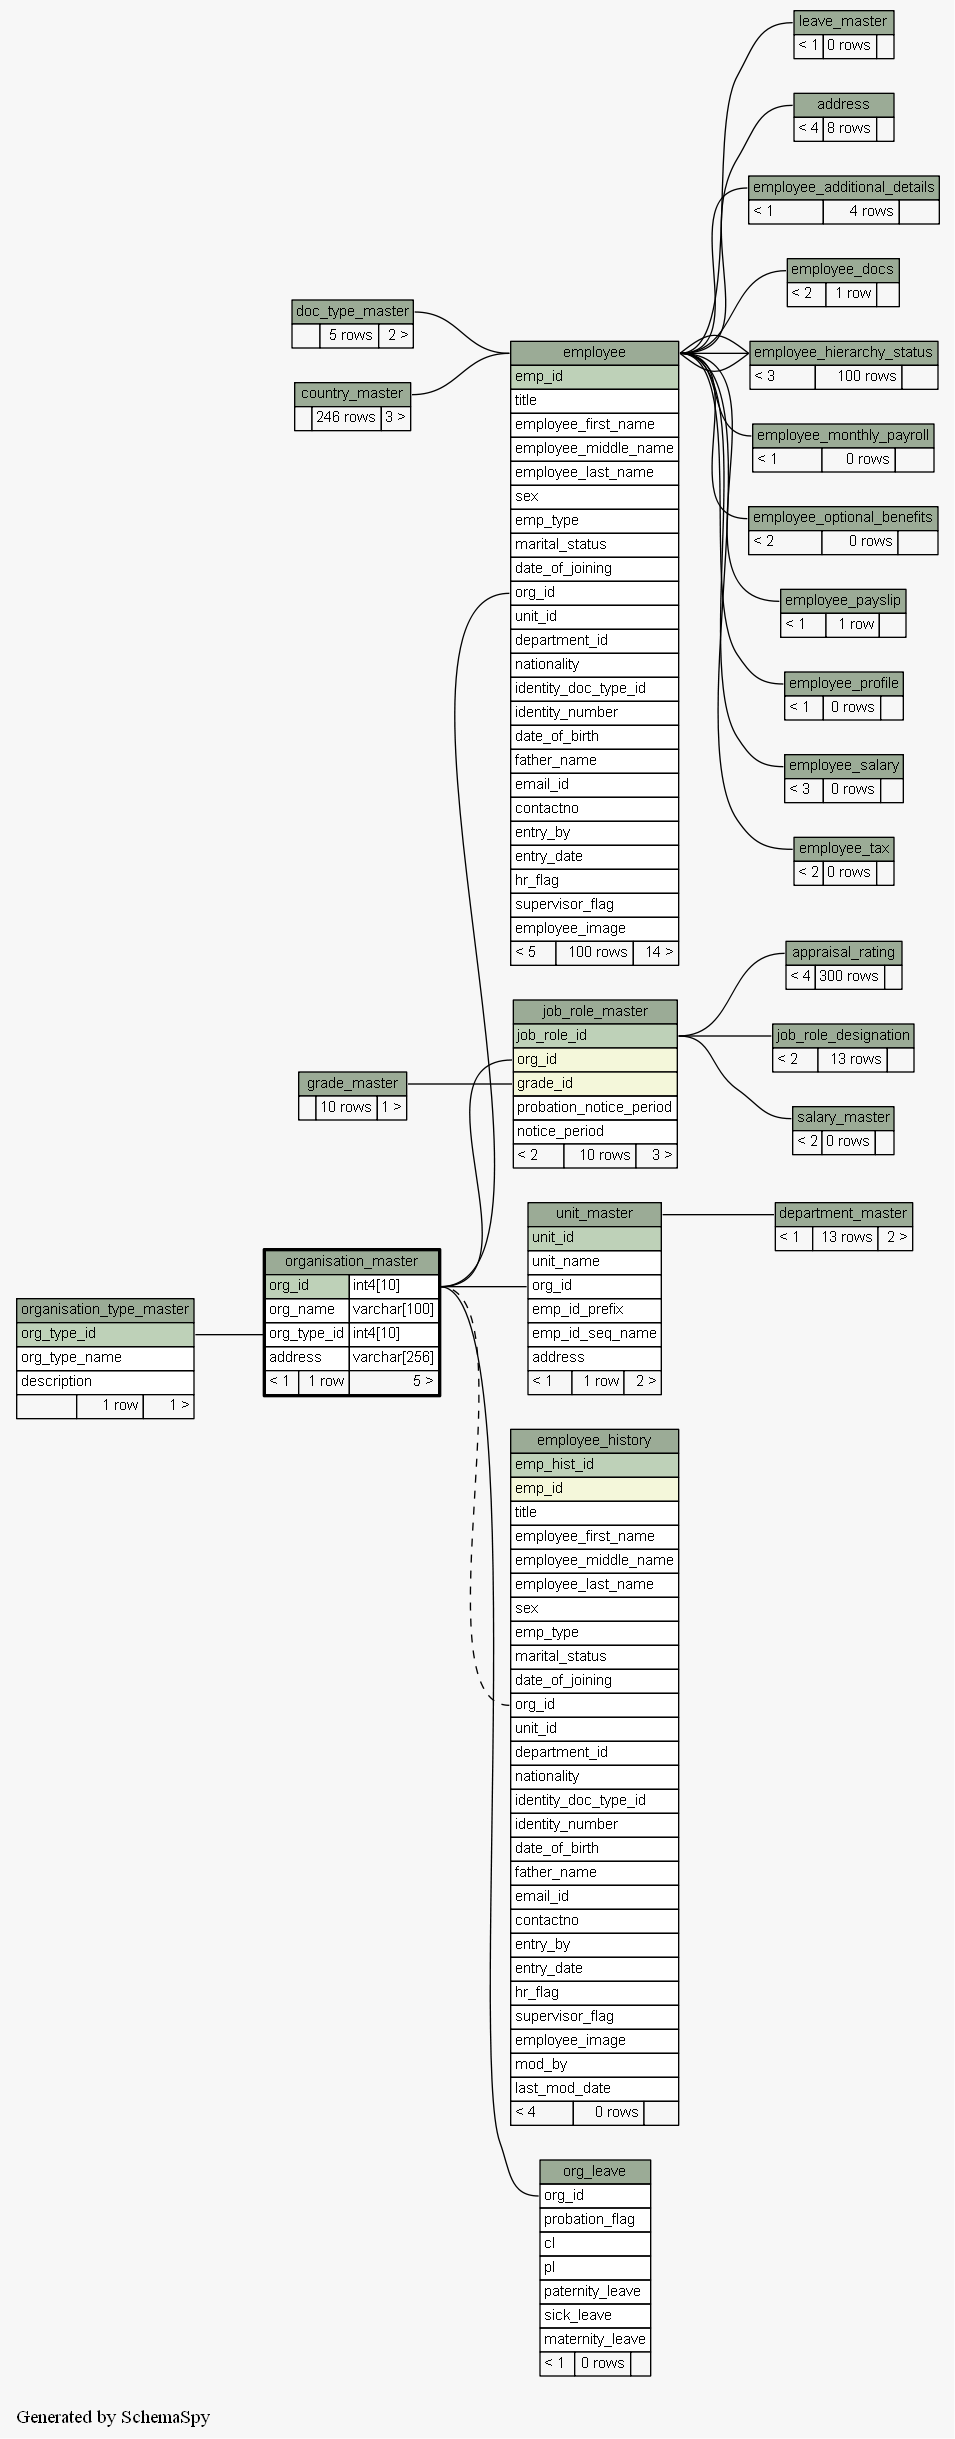 leave_master
< 1 0 rows
address
< 4 8 rows
employee_additional_details
< 1 4 rows
employee_docs
< 2 1 row
doc_type_master
5 rows 2 >
country_master
246 rows 3 >
employee
emp_id
title
employee_first_name
employee_middle_name
employee_last_name
sex
emp_type
marital_status
date_of_joining
org_id
unit_id
department_id
nationality
identity_doc_type_id
identity_number
date_of_birth
father_name
email_id
contactno
entry_by
entry_date
hr_flag
supervisor_flag
employee_image
< 5 100 rows 14 >
employee_hierarchy_status
< 3 100 rows
employee_monthly_payroll
< 1 0 rows
employee_optional_benefits
< 2 0 rows
employee_payslip
< 1 1 row
employee_profile
< 1 0 rows
employee_salary
< 3 0 rows
employee_tax
< 2 0 rows
appraisal_rating
< 4 300 rows
job_role_master
job_role_id
org_id
grade_id
probation_notice_period
notice_period
< 2 10 rows 3 >
job_role_designation
< 2 13 rows
grade_master
10 rows 1 >
salary_master
< 2 0 rows
unit_master
unit_id
unit_name
org_id
emp_id_prefix
emp_id_seq_name
address
< 1 1 row 2 >
department_master
< 1 13 rows 2 >
organisation_master
org_id int4[10]
org_name varchar[100]
org_type_id int4[10]
address varchar[256]
< 1 1 row 5 >
organisation_type_master
org_type_id
org_type_name
description
1 row 1 >
employee_history
emp_hist_id
emp_id
title
employee_first_name
employee_middle_name
employee_last_name
sex
emp_type
marital_status
date_of_joining
org_id
unit_id
department_id
nationality
identity_doc_type_id
identity_number
date_of_birth
father_name
email_id
contactno
entry_by
entry_date
hr_flag
supervisor_flag
employee_image
mod_by
last_mod_date
< 4 0 rows
org_leave
org_id
probation_flag
cl
pl
paternity_leave
sick_leave
maternity_leave
< 1 0 rows
Generated by SchemaSpy